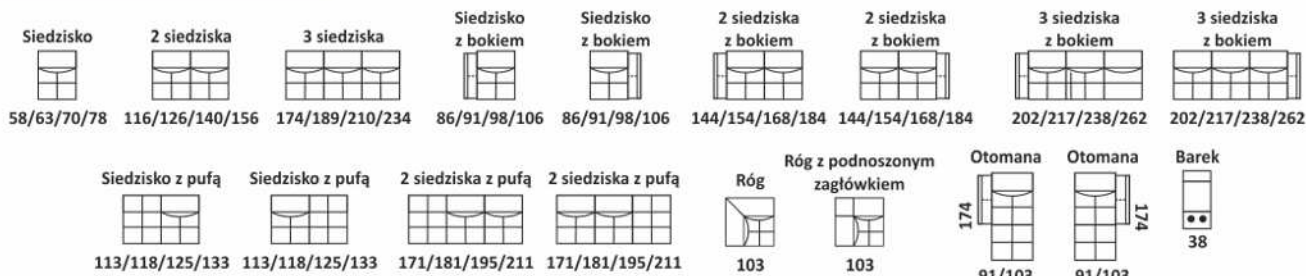 Siedzisko
2 siedziska
3 siedziska
Siedzisko
z bokiem
Siedzisko
z bokiem
2 siedziska
z bokiem
2 siedziska
z bokiem
3 siedziska
z bokiem
3 siedziska
z bokiem
58/63/70/78
116/126/140/156
174/189/210/234
86/91/98/106
86/91/98/106
144/154/168/184
144/154/168/184
202/217/238/262
202/217/238/262
Siedzisko z pufą
Siedzisko z pufą
2 siedziska z pufą
2 siedziska z pufą
Róg
Róg z podnoszonym
zagłówkiem
Otomana
Otomana
Barek
113/118/125/133
113/118/125/133
171/181/195/211
171/181/195/211
103
103
174
91/103
174
91/103
38